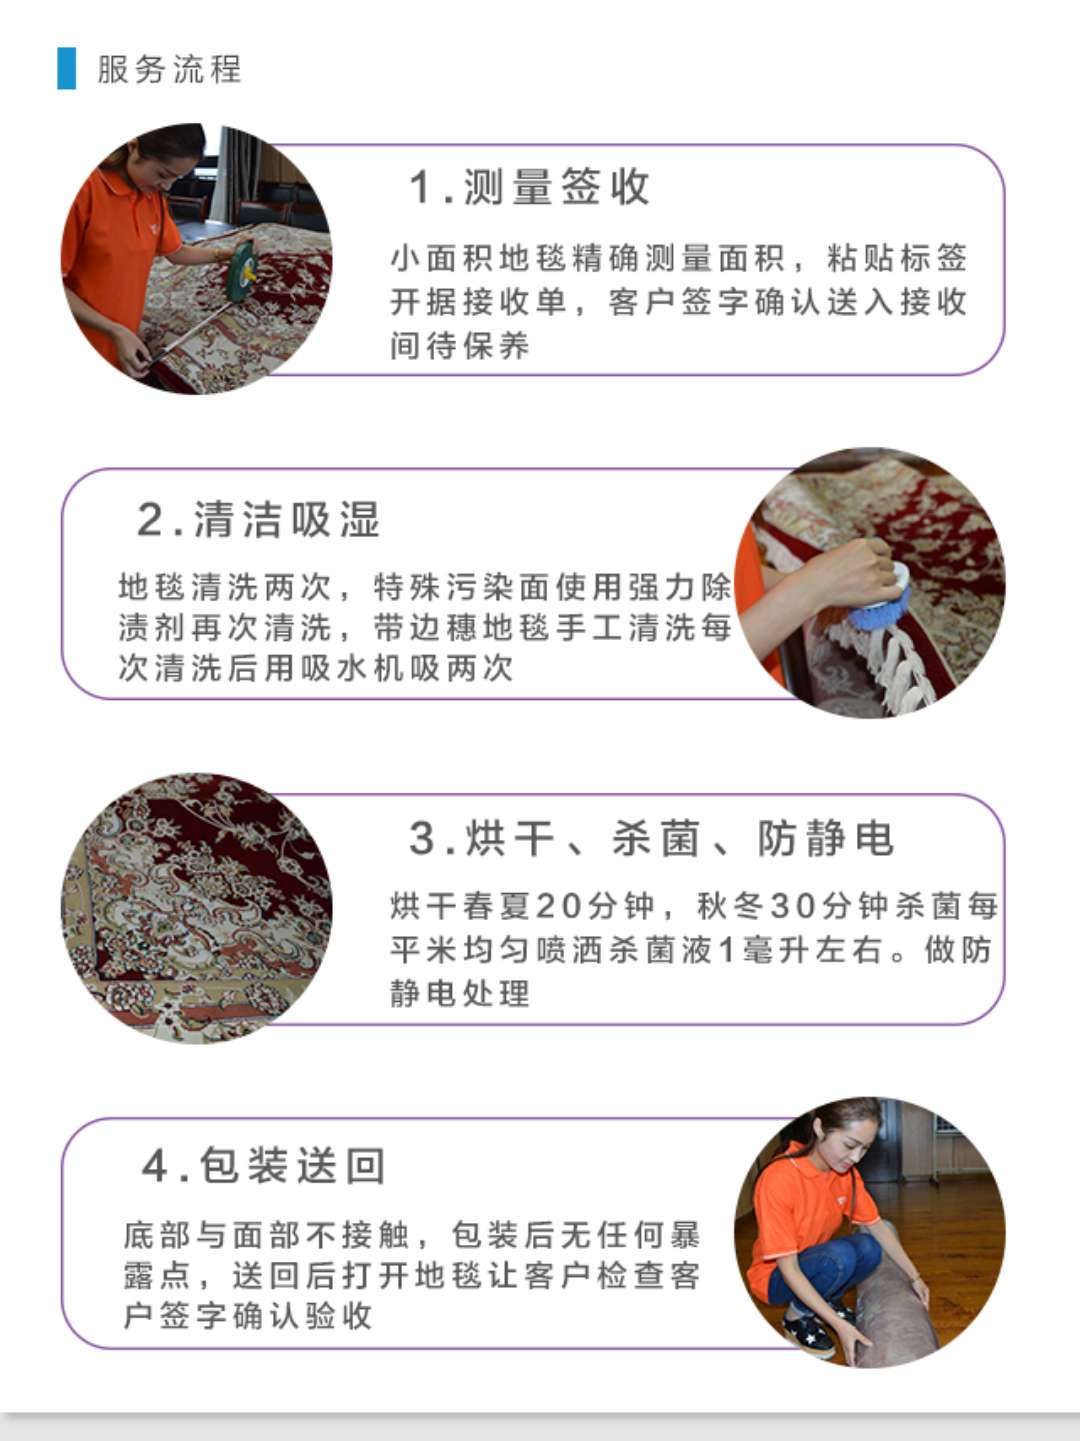 服务流程
1.测量签收
小面积地毯精确测量面积，粘贴标签
开据接收单，客户签字确认送入接收
间待保养
2.清洁吸湿
地毯清洗两次，特殊污染面使用强力除
渍剂再次清洗，带边穗地毯手工清洗每
次清洗后用吸水机吸两次
3.烘干、杀菌、防静电
烘干春夏20分钟，秋冬30分钟杀菌每
平米均匀喷洒杀菌液1毫升左右。做防
静电处理
4.包装送回
底部与面部不接触，包装后无任何暴
露点，送回后打开地毯让客户检查客
户签字确认验收